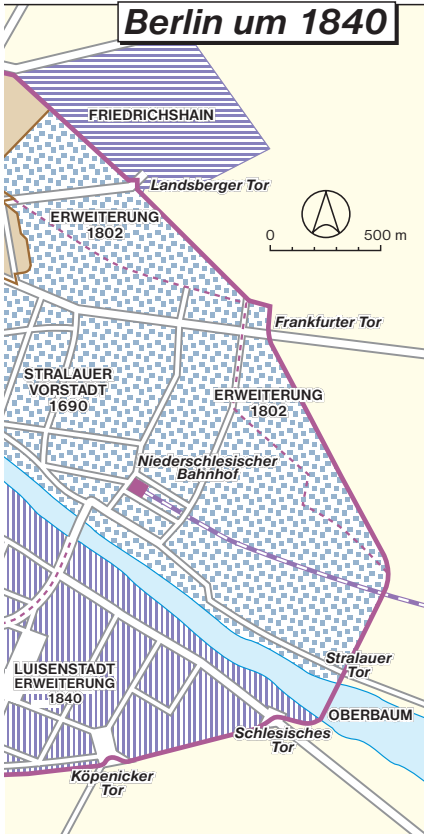 Berlin um 1840
FRIEDRICHSHAIN
Landsberger Tor
ERWEITERUNG
1802
0 500 m
Frankfurter Tor
STRALAUER
VORSTADT
1690
ERWEITERUNG
1802
Niederschlesischer
Bahnhof
Stralauer
Tor
LUISENSTADT
ERWEITERUNG
1840
OBERBAUM
Schlesisches
Tor
Köpenicker
Tor